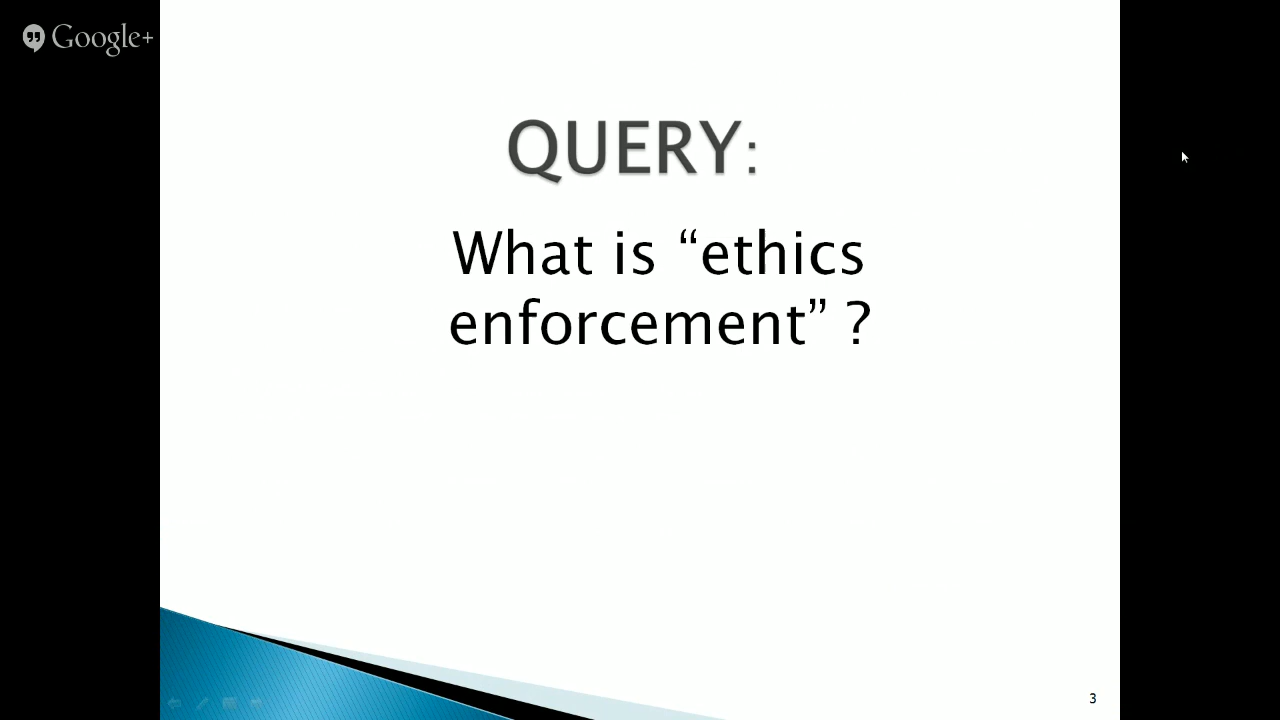 Google+
QUERY:
What is “ethics
enforcement” ?
3